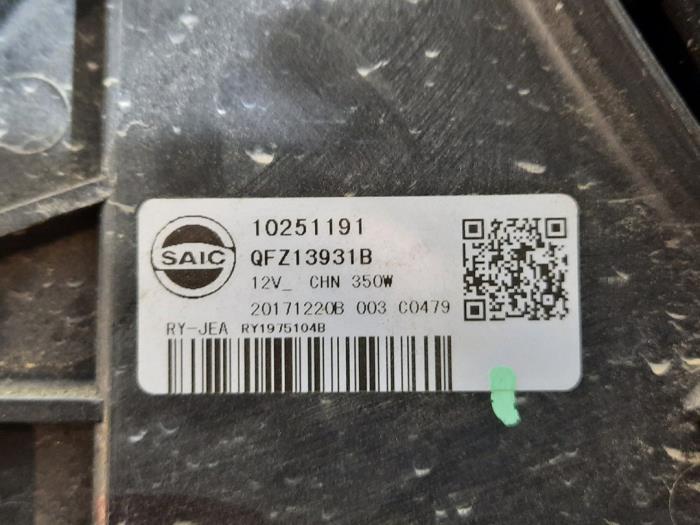 SAIC
10251191
QFZ13931B
12V_ CHN 350W
20171220B 003 C0479
RY-JEA RY1975104B